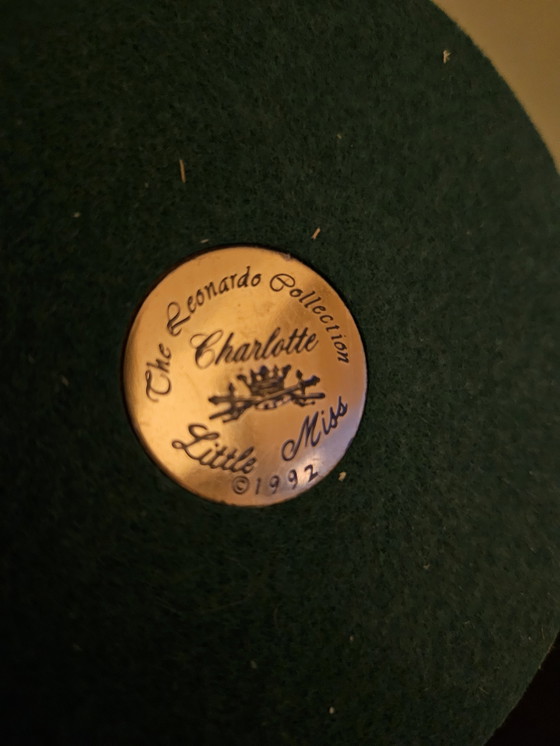 The Leonardo Collection
Charlotte
Little Miss
©1992